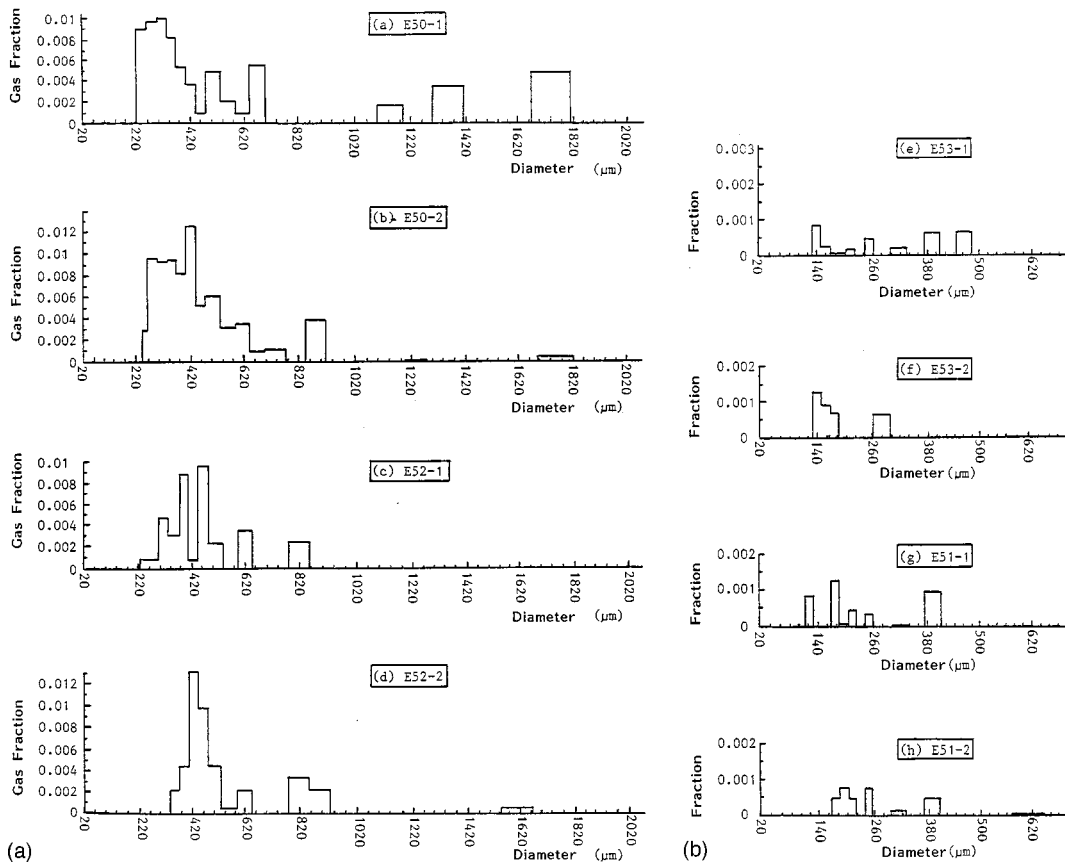 (a) E50-1
Gas Fraction
0.01
0.008
0.006
0.004
0.002
0
20 220 420 620 820 1020 1220 1420 1620 1820 2020
Diameter (µm)
(b) E50-2
Gas Fraction
0.012
0.01
0.008
0.006
0.004
0.002
0
20 220 420 620 820 1020 1220 1420 1620 1820 2020
Diameter (µm)
(c) E52-1
Gas Fraction
0.01
0.008
0.006
0.004
0.002
0
20 220 420 620 820 1020 1220 1420 1620 1820 2020
Diameter (µm)
(d) E52-2
Gas Fraction
0.012
0.01
0.008
0.006
0.004
0.002
0
20 220 420 620 820 1020 1220 1420 1620 1820 2020
Diameter (µm)
(a)
(e) E53-1
Fraction
0.003
0.002
0.001
0
20 140 260 380 500 620
Diameter(µm)
(f) E53-2
Fraction
0.002
0.001
0
20 140 260 380 500 620
Diameter(µm)
(g) E51-1
Fraction
0.002
0.001
0
20 140 260 380 500 620
Diameter(µm)
(h) E51-2
Fraction
0.002
0.001
0
20 140 260 380 500 620
Diameter(µm)
(b)